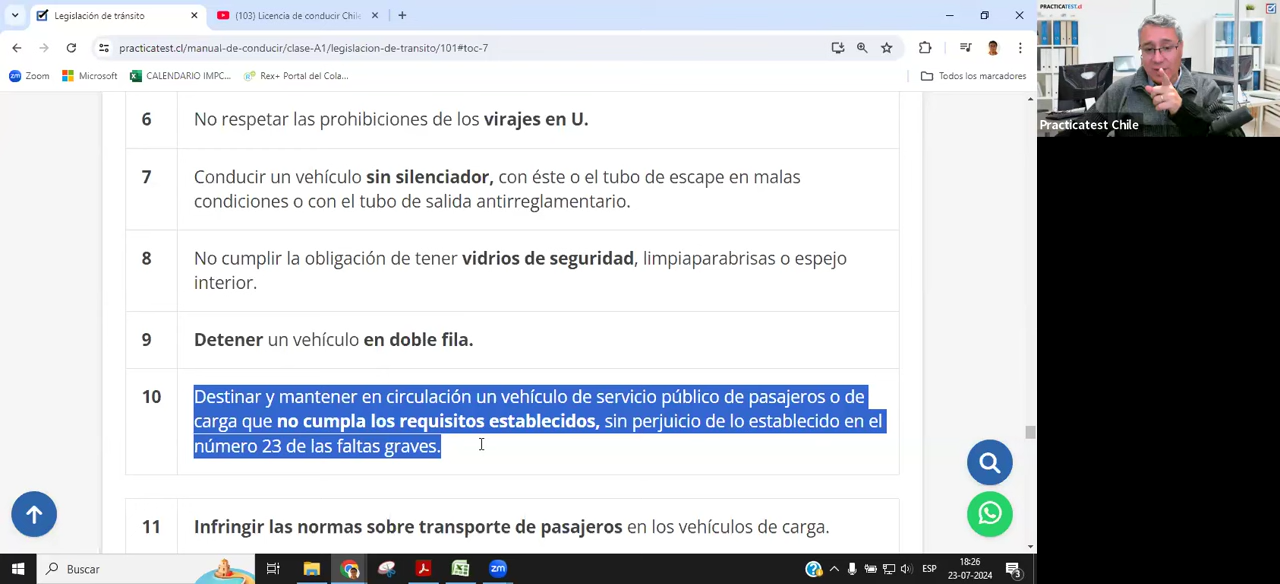 Legislación de tránsito
(103) Licencia de conducir
practicatest.cl/manual-de-conducir/clase-A1/legislacion-de-transito/101#toc-7
Zoom
Microsoft
CALENDARIO IMPC...
Rex+ Portal del Cola...
Todos los marcadores
PRACTICATEST.cl
Practicatest Chile
6 No respetar las prohibiciones de los virajes en U.
7 Conducir un vehículo sin silenciador, con éste o el tubo de escape en malas
condiciones o con el tubo de salida antirreglamentario.
8 No cumplir la obligación de tener vidrios de seguridad, limpiaparabrisas o espejo
interior.
9 Detener un vehículo en doble fila.
10 Destinar y mantener en circulación un vehículo de servicio público de pasajeros o de
carga que no cumpla los requisitos establecidos, sin perjuicio de lo establecido en el
número 23 de las faltas graves.
11 Infringir las normas sobre transporte de pasajeros en los vehículos de carga.
Buscar
zm
ESP
18:26
23-07-2024
3